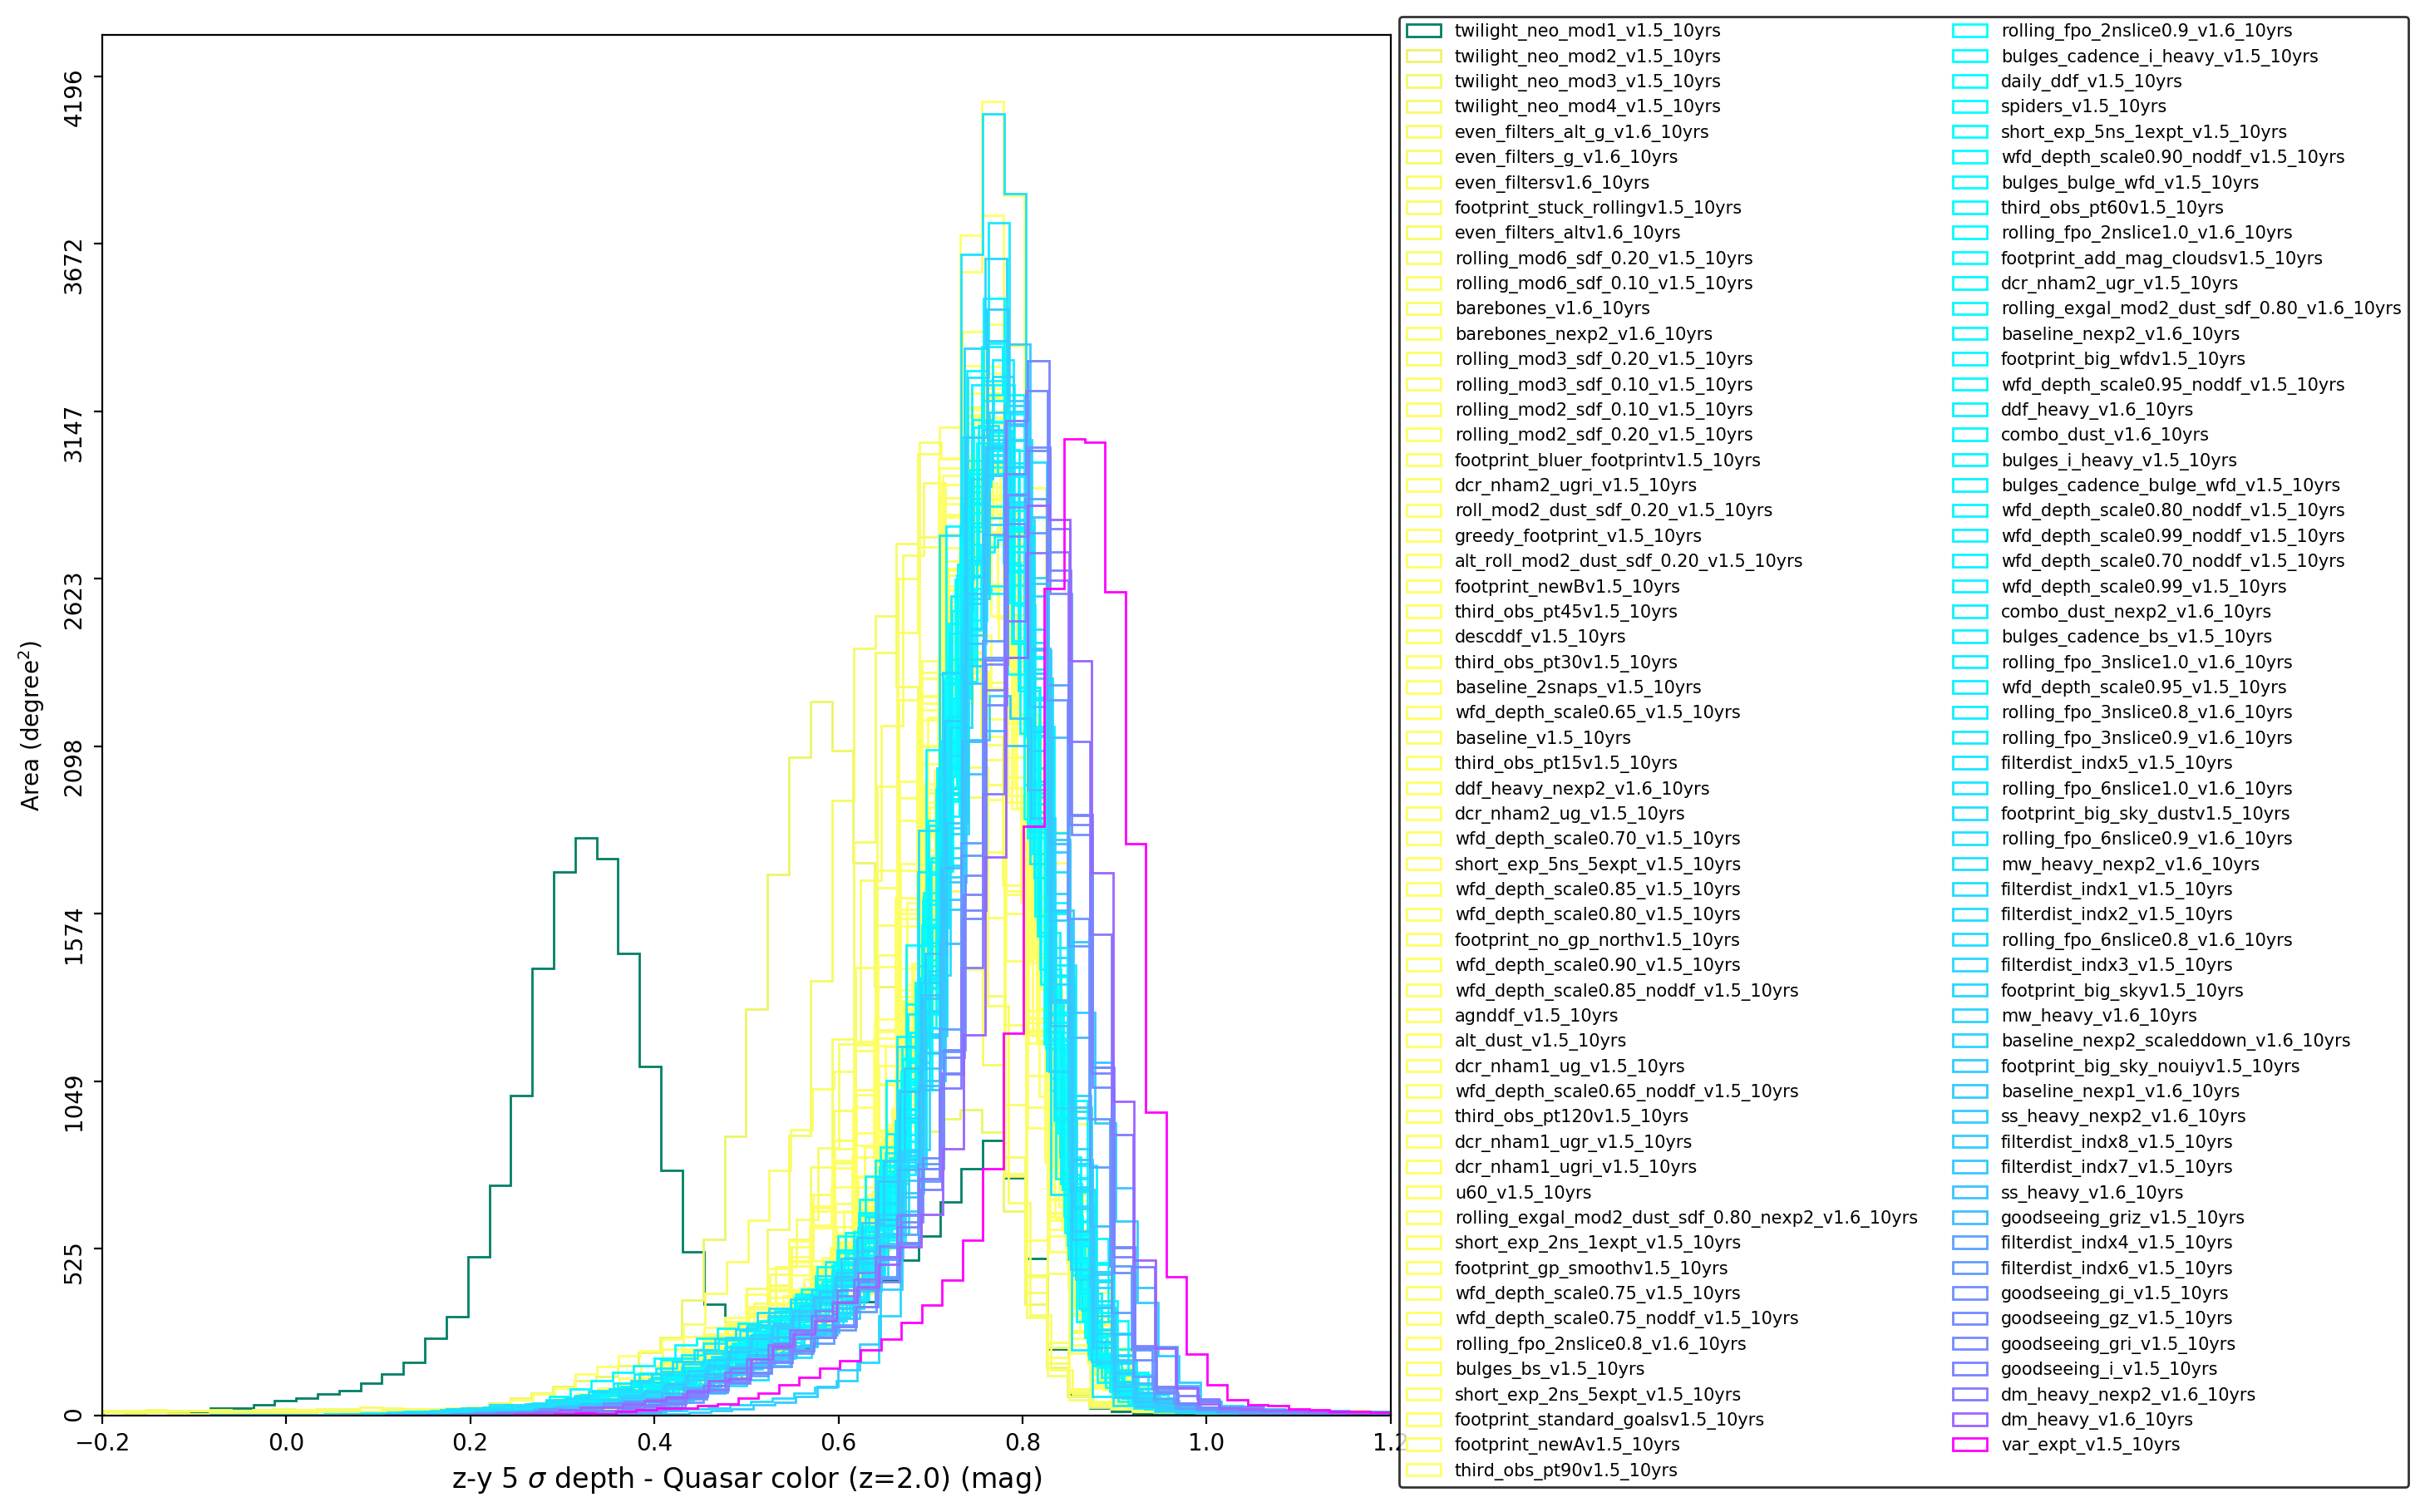 4196
3672
3147
2623
2098
1574
1049
525
0
Area (degree²)
−0.2 0.0 0.2 0.4 0.6 0.8 1.0 1.2
z-y 5 σ depth - Quasar color (z=2.0) (mag)
twilight_neo_mod1_v1.5_10yrs
twilight_neo_mod2_v1.5_10yrs
twilight_neo_mod3_v1.5_10yrs
twilight_neo_mod4_v1.5_10yrs
even_filters_alt_g_v1.6_10yrs
even_filters_g_v1.6_10yrs
even_filtersv1.6_10yrs
footprint_stuck_rollingv1.5_10yrs
even_filters_altv1.6_10yrs
rolling_mod6_sdf_0.20_v1.5_10yrs
rolling_mod6_sdf_0.10_v1.5_10yrs
barebones_v1.6_10yrs
barebones_nexp2_v1.6_10yrs
rolling_mod3_sdf_0.20_v1.5_10yrs
rolling_mod3_sdf_0.10_v1.5_10yrs
rolling_mod2_sdf_0.10_v1.5_10yrs
rolling_mod2_sdf_0.20_v1.5_10yrs
footprint_bluer_footprintv1.5_10yrs
dcr_nham2_ugri_v1.5_10yrs
roll_mod2_dust_sdf_0.20_v1.5_10yrs
greedy_footprint_v1.5_10yrs
alt_roll_mod2_dust_sdf_0.20_v1.5_10yrs
footprint_newBv1.5_10yrs
third_obs_pt45v1.5_10yrs
descddf_v1.5_10yrs
third_obs_pt30v1.5_10yrs
baseline_2snaps_v1.5_10yrs
wfd_depth_scale0.65_v1.5_10yrs
baseline_v1.5_10yrs
third_obs_pt15v1.5_10yrs
ddf_heavy_nexp2_v1.6_10yrs
dcr_nham2_ug_v1.5_10yrs
wfd_depth_scale0.70_v1.5_10yrs
short_exp_5ns_5expt_v1.5_10yrs
wfd_depth_scale0.85_v1.5_10yrs
wfd_depth_scale0.80_v1.5_10yrs
footprint_no_gp_northv1.5_10yrs
wfd_depth_scale0.90_v1.5_10yrs
wfd_depth_scale0.85_noddf_v1.5_10yrs
agnddf_v1.5_10yrs
alt_dust_v1.5_10yrs
dcr_nham1_ug_v1.5_10yrs
wfd_depth_scale0.65_noddf_v1.5_10yrs
third_obs_pt120v1.5_10yrs
dcr_nham1_ugr_v1.5_10yrs
dcr_nham1_ugri_v1.5_10yrs
u60_v1.5_10yrs
rolling_exgal_mod2_dust_sdf_0.80_nexp2_v1.6_10yrs
short_exp_2ns_1expt_v1.5_10yrs
footprint_gp_smoothv1.5_10yrs
wfd_depth_scale0.75_v1.5_10yrs
wfd_depth_scale0.75_noddf_v1.5_10yrs
rolling_fpo_2nslice0.8_v1.6_10yrs
bulges_bs_v1.5_10yrs
short_exp_2ns_5expt_v1.5_10yrs
footprint_standard_goalsv1.5_10yrs
footprint_newAv1.5_10yrs
third_obs_pt90v1.5_10yrs
rolling_fpo_2nslice0.9_v1.6_10yrs
bulges_cadence_i_heavy_v1.5_10yrs
daily_ddf_v1.5_10yrs
spiders_v1.5_10yrs
short_exp_5ns_1expt_v1.5_10yrs
wfd_depth_scale0.90_noddf_v1.5_10yrs
bulges_bulge_wfd_v1.5_10yrs
third_obs_pt60v1.5_10yrs
rolling_fpo_2nslice1.0_v1.6_10yrs
footprint_add_mag_cloudsv1.5_10yrs
dcr_nham2_ugr_v1.5_10yrs
rolling_exgal_mod2_dust_sdf_0.80_v1.6_10yrs
baseline_nexp2_v1.6_10yrs
footprint_big_wfdv1.5_10yrs
wfd_depth_scale0.95_noddf_v1.5_10yrs
ddf_heavy_v1.6_10yrs
combo_dust_v1.6_10yrs
bulges_i_heavy_v1.5_10yrs
bulges_cadence_bulge_wfd_v1.5_10yrs
wfd_depth_scale0.80_noddf_v1.5_10yrs
wfd_depth_scale0.99_noddf_v1.5_10yrs
wfd_depth_scale0.70_noddf_v1.5_10yrs
wfd_depth_scale0.99_v1.5_10yrs
combo_dust_nexp2_v1.6_10yrs
bulges_cadence_bs_v1.5_10yrs
rolling_fpo_3nslice1.0_v1.6_10yrs
wfd_depth_scale0.95_v1.5_10yrs
rolling_fpo_3nslice0.8_v1.6_10yrs
rolling_fpo_3nslice0.9_v1.6_10yrs
filterdist_indx5_v1.5_10yrs
rolling_fpo_6nslice1.0_v1.6_10yrs
footprint_big_sky_dustv1.5_10yrs
rolling_fpo_6nslice0.9_v1.6_10yrs
mw_heavy_nexp2_v1.6_10yrs
filterdist_indx1_v1.5_10yrs
filterdist_indx2_v1.5_10yrs
rolling_fpo_6nslice0.8_v1.6_10yrs
filterdist_indx3_v1.5_10yrs
footprint_big_skyv1.5_10yrs
mw_heavy_v1.6_10yrs
baseline_nexp2_scaleddown_v1.6_10yrs
footprint_big_sky_nouiyv1.5_10yrs
baseline_nexp1_v1.6_10yrs
ss_heavy_nexp2_v1.6_10yrs
filterdist_indx8_v1.5_10yrs
filterdist_indx7_v1.5_10yrs
ss_heavy_v1.6_10yrs
goodseeing_griz_v1.5_10yrs
filterdist_indx4_v1.5_10yrs
filterdist_indx6_v1.5_10yrs
goodseeing_gi_v1.5_10yrs
goodseeing_gz_v1.5_10yrs
goodseeing_gri_v1.5_10yrs
goodseeing_i_v1.5_10yrs
dm_heavy_nexp2_v1.6_10yrs
dm_heavy_v1.6_10yrs
var_expt_v1.5_10yrs